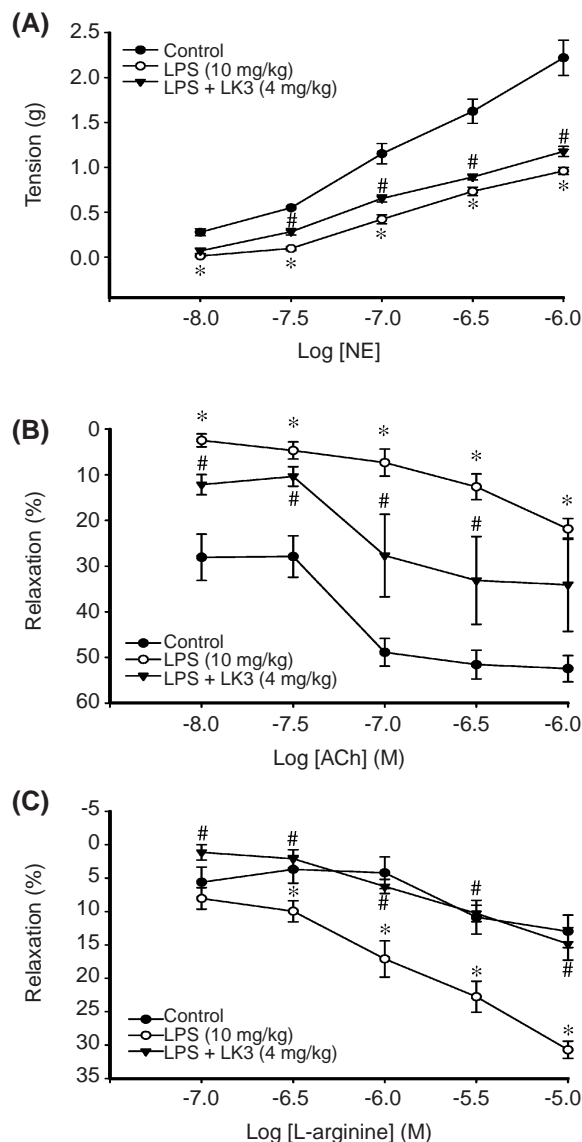 (A)
Control
LPS (10 mg/kg)
LPS + LK3 (4 mg/kg)
Tension (g)
2.5
2.0
1.5
1.0
0.5
0.0
# # # #
* * * * *
-8.0 -7.5 -7.0 -6.5 -6.0
Log [NE]
(B)
Relaxation (%)
0
10
20
30
40
50
60
* * * * *
# # # #
Control
LPS (10 mg/kg)
LPS + LK3 (4 mg/kg)
-8.0 -7.5 -7.0 -6.5 -6.0
Log [ACh] (M)
(C)
Relaxation (%)
-5
0
5
10
15
20
25
30
35
# # # # #
* * * *
Control
LPS (10 mg/kg)
LPS + LK3 (4 mg/kg)
-7.0 -6.5 -6.0 -5.5 -5.0
Log [L-arginine] (M)